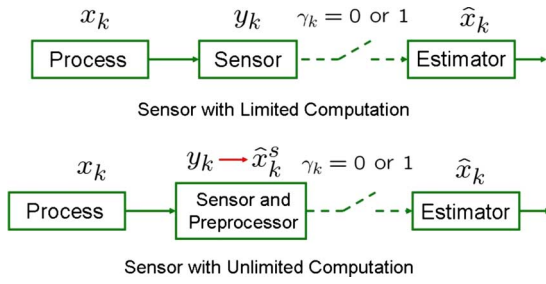 x_k y_k γ_k = 0 or 1 x̂_k
Process Sensor Estimator
Sensor with Limited Computation
x_k y_k → x̂_k^s γ_k = 0 or 1 x̂_k
Process Sensor and Preprocessor Estimator
Sensor with Unlimited Computation